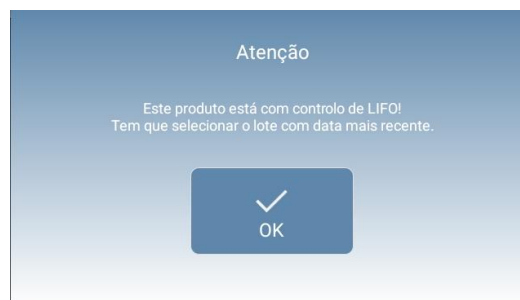 Atenção
Este produto está com controlo de LIFO!
Tem que selecionar o lote com data mais recente.
OK